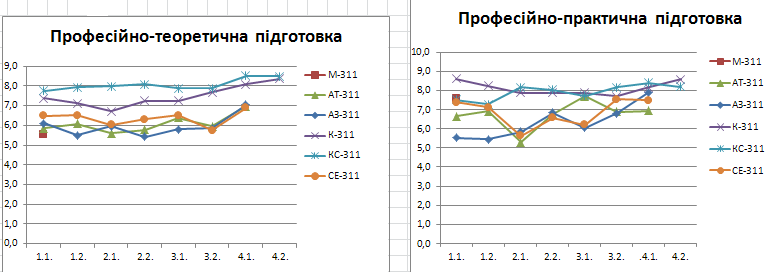 Професійно-теоретична підготовка
9,0
8,0
7,0
6,0
5,0
4,0
3,0
2,0
1,0
0,0
1.1. 1.2. 2.1. 2.2. 3.1. 3.2. 4.1. 4.2.
М-311
АТ-311
АЗ-311
К-311
КС-311
СЕ-311
Професійно-практична підготовка
10,0
9,0
8,0
7,0
6,0
5,0
4,0
3,0
2,0
1,0
0,0
1.1. 1.2. 2.1. 2.2. 3.1. 3.2. .4.1. 4.2.
М-311
АТ-311
АЗ-311
К-311
КС-311
СЕ-311